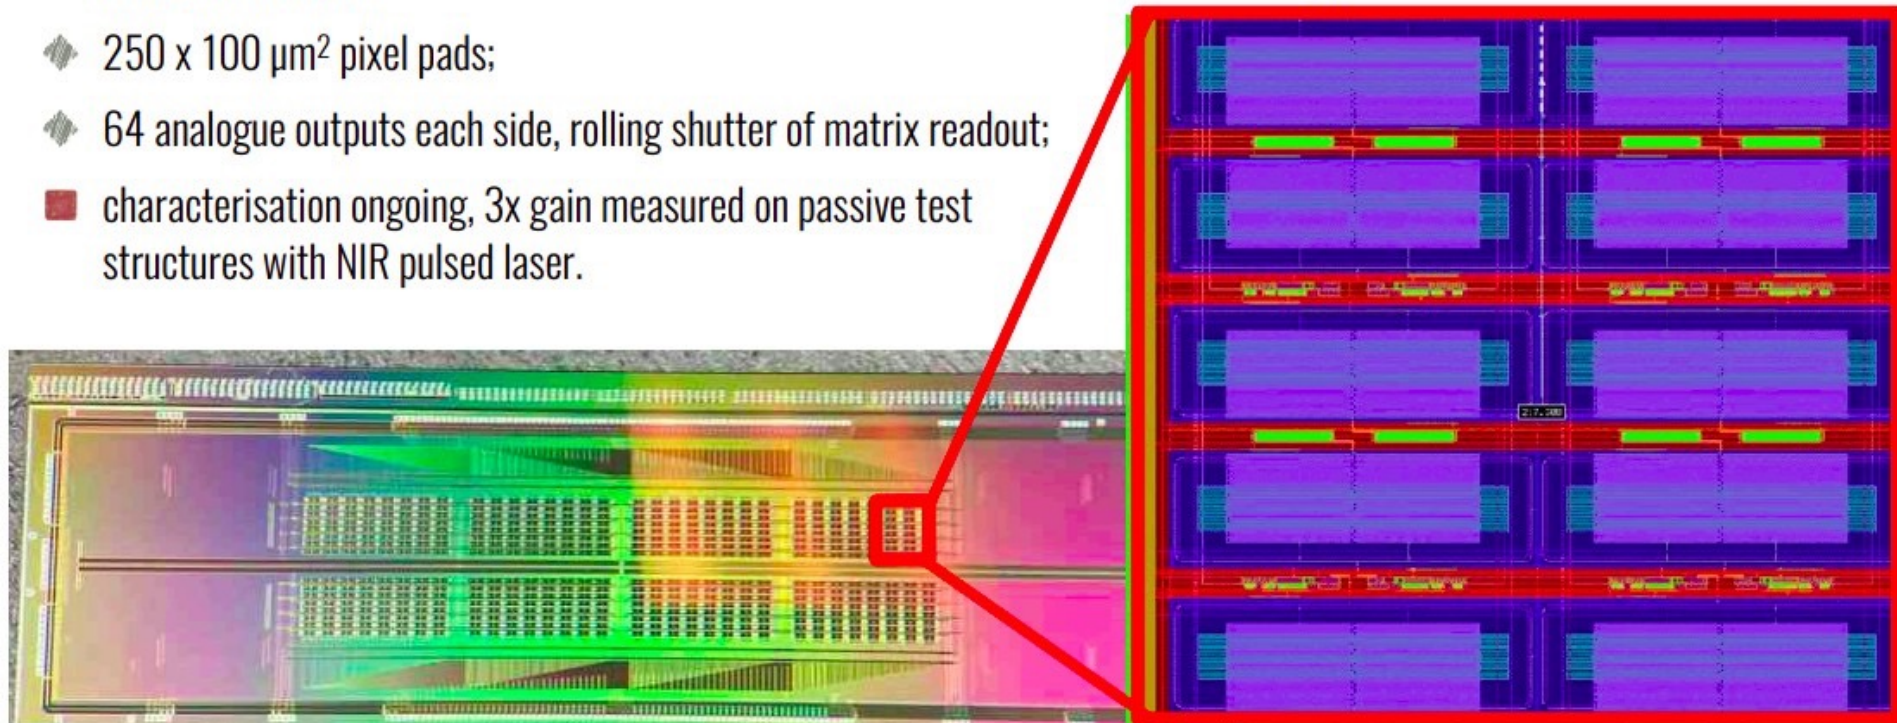 250 x 100 µm² pixel pads;
64 analogue outputs each side, rolling shutter of matrix readout;
characterisation ongoing, 3x gain measured on passive test
structures with NIR pulsed laser.